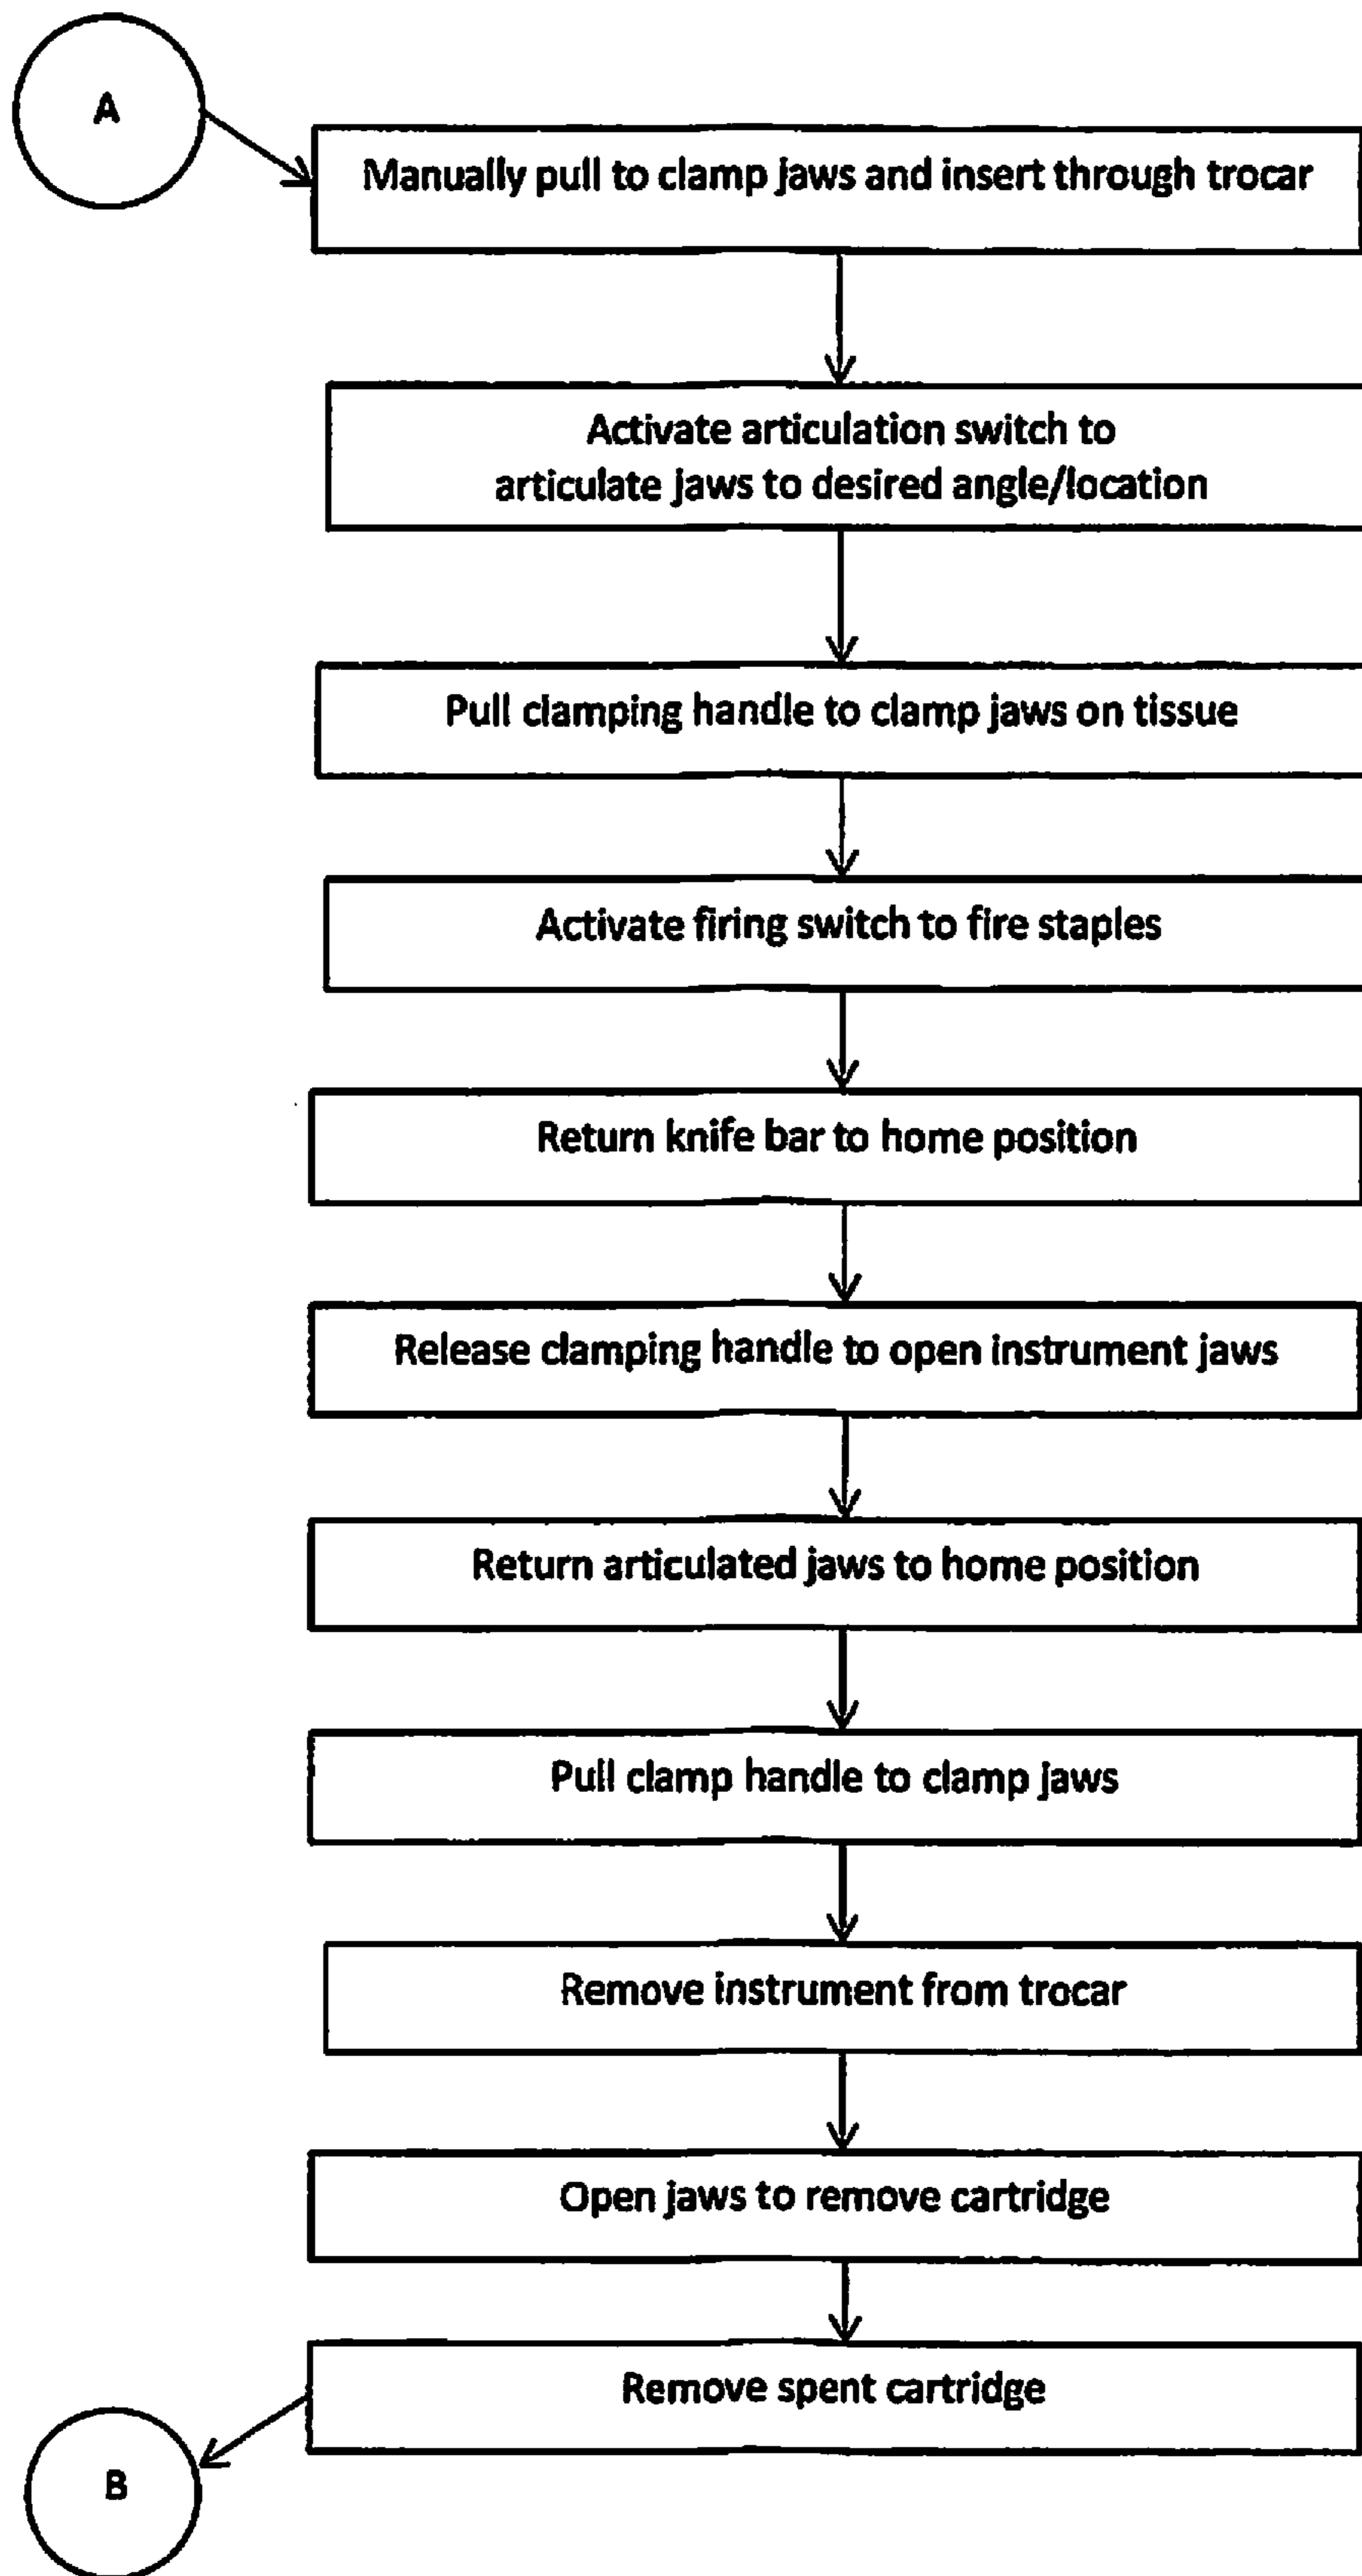 A
Manually pull to clamp jaws and insert through trocar
Activate articulation switch to
articulate jaws to desired angle/location
Pull clamping handle to clamp jaws on tissue
Activate firing switch to fire staples
Return knife bar to home position
Release clamping handle to open instrument jaws
Return articulated jaws to home position
Pull clamp handle to clamp jaws
Remove instrument from trocar
Open jaws to remove cartridge
Remove spent cartridge
B